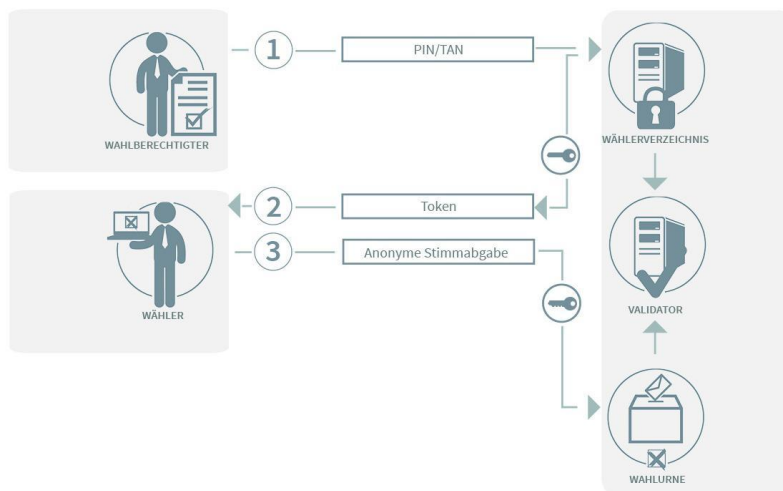 1
PIN/TAN
WAHLBERECHTIGTER
WÄHLERVERZEICHNIS
2
Token
3
Anonyme Stimmabgabe
WÄHLER
VALIDATOR
WAHLURNE